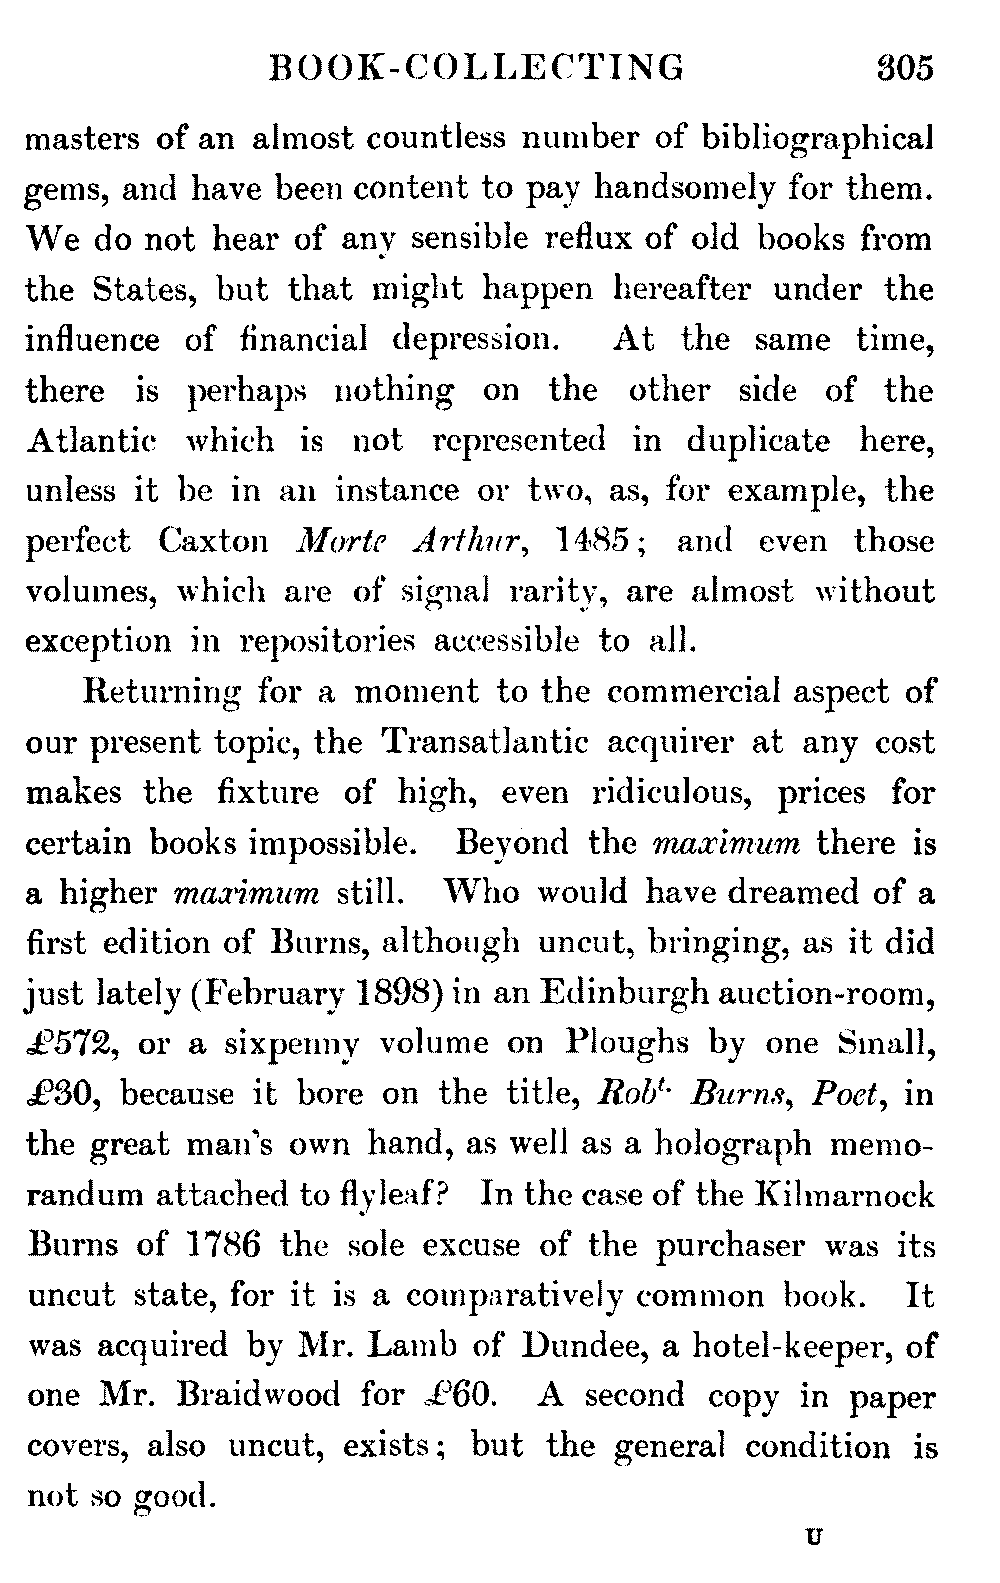 BOOK-COLLECTING 305
masters of an almost countless number of bibliographical
gems, and have been content to pay handsomely for them.
We do not hear of any sensible reflux of old books from
the States, but that might happen hereafter under the
influence of financial depression. At the same time,
there is perhaps nothing on the other side of the
Atlantic which is not represented in duplicate here,
unless it be in an instance or two, as, for example, the
perfect Caxton Morte Arthur, 1485; and even those
volumes, which are of signal rarity, are almost without
exception in repositories accessible to all.
Returning for a moment to the commercial aspect of
our present topic, the Transatlantic acquirer at any cost
makes the fixture of high, even ridiculous, prices for
certain books impossible. Beyond the maximum there is
a higher maximum still. Who would have dreamed of a
first edition of Burns, although uncut, bringing, as it did
just lately (February 1898) in an Edinburgh auction-room,
£572, or a sixpenny volume on Ploughs by one Small,
£30, because it bore on the title, Robt. Burns, Poet, in
the great man's own hand, as well as a holograph memo-
randum attached to flyleaf? In the case of the Kilmarnock
Burns of 1786 the sole excuse of the purchaser was its
uncut state, for it is a comparatively common book. It
was acquired by Mr. Lamb of Dundee, a hotel-keeper, of
one Mr. Braidwood for £60. A second copy in paper
covers, also uncut, exists; but the general condition is
not so good.
U